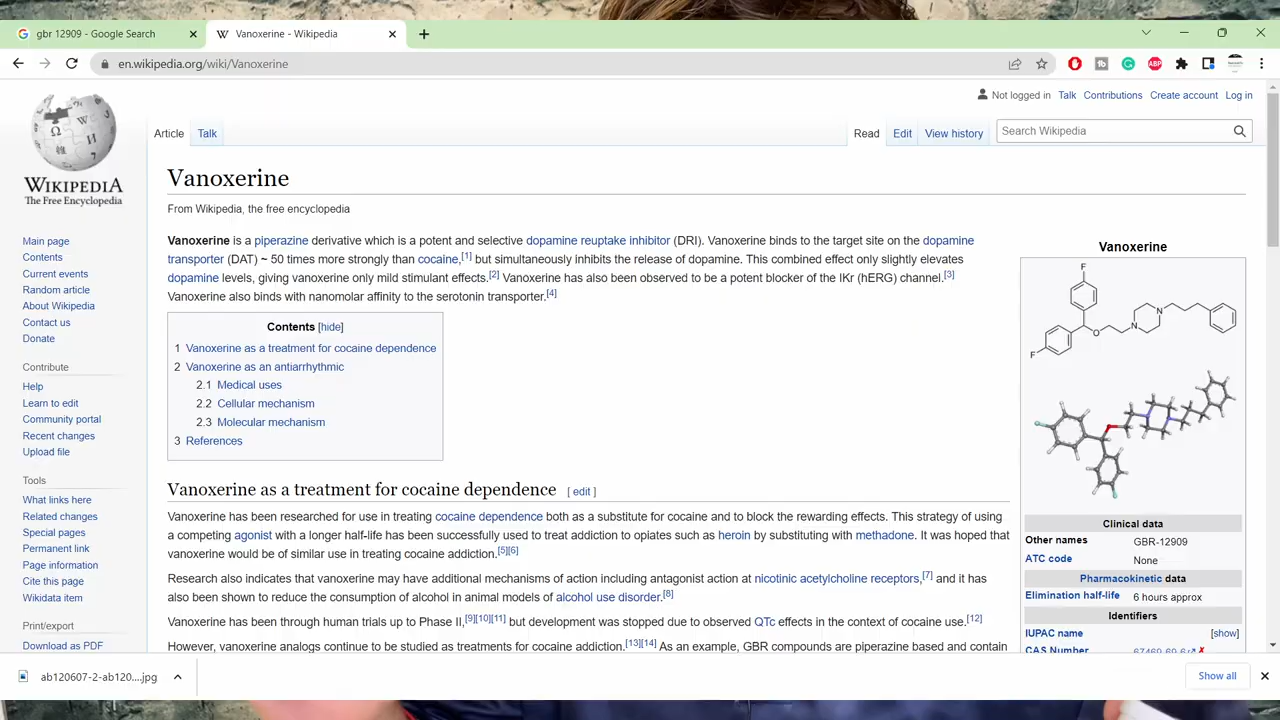 gbr 12909 - Google Search
Vanoxerine - Wikipedia
en.wikipedia.org/wiki/Vanoxerine
Not logged in Talk Contributions Create account Log in
Article Talk Read Edit View history Search Wikipedia
WIKIPEDIA
The Free Encyclopedia
Main page
Contents
Current events
Random article
About Wikipedia
Contact us
Donate
Contribute
Help
Learn to edit
Community portal
Recent changes
Upload file
Tools
What links here
Related changes
Special pages
Permanent link
Page information
Cite this page
Wikidata item
Print/export
Download as PDF
Vanoxerine
From Wikipedia, the free encyclopedia
Vanoxerine is a piperazine derivative which is a potent and selective dopamine reuptake inhibitor (DRI). Vanoxerine binds to the target site on the dopamine
transporter (DAT) ~ 50 times more strongly than cocaine,[1] but simultaneously inhibits the release of dopamine. This combined effect only slightly elevates
dopamine levels, giving vanoxerine only mild stimulant effects.[2] Vanoxerine has also been observed to be a potent blocker of the IKr (hERG) channel.[3]
Vanoxerine also binds with nanomolar affinity to the serotonin transporter.[4]
Contents [hide]
1 Vanoxerine as a treatment for cocaine dependence
2 Vanoxerine as an antiarrhythmic
2.1 Medical uses
2.2 Cellular mechanism
2.3 Molecular mechanism
3 References
Vanoxerine as a treatment for cocaine dependence [ edit ]
Vanoxerine has been researched for use in treating cocaine dependence both as a substitute for cocaine and to block the rewarding effects. This strategy of using
a competing agonist with a longer half-life has been successfully used to treat addiction to opiates such as heroin by substituting with methadone. It was hoped that
vanoxerine would be of similar use in treating cocaine addiction.[5][6]
Research also indicates that vanoxerine may have additional mechanisms of action including antagonist action at nicotinic acetylcholine receptors,[7] and it has
also been shown to reduce the consumption of alcohol in animal models of alcohol use disorder.[8]
Vanoxerine has been through human trials up to Phase II,[9][10][11] but development was stopped due to observed QTc effects in the context of cocaine use.[12]
However, vanoxerine analogs continue to be studied as treatments for cocaine addiction.[13][14] As an example, GBR compounds are piperazine based and contain
Vanoxerine
F
F
O
N
N
Clinical data
Other names GBR-12909
ATC code None
Pharmacokinetic data
Elimination half-life 6 hours approx
Identifiers
IUPAC name [show]
CAS Number 67469-69-6
ab120607-2-ab120....jpg
Show all